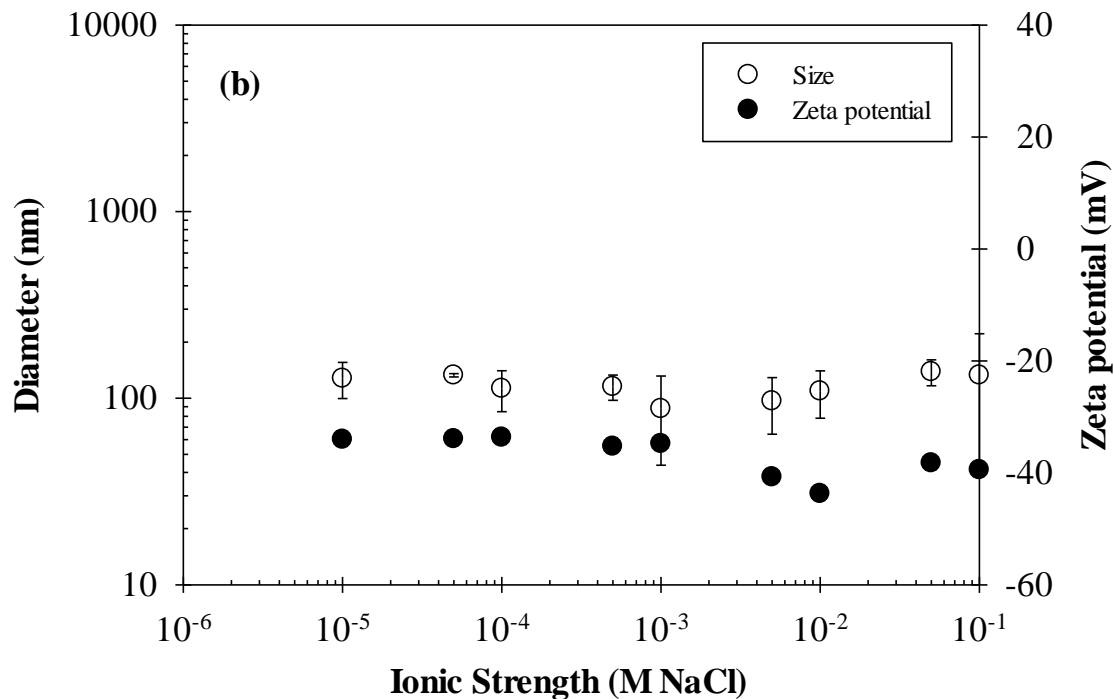 (b)
Size
Zeta potential
10000
1000
100
10
Diameter (nm)
40
20
0
-20
-40
-60
Zeta potential (mV)
10⁻⁶ 10⁻⁵ 10⁻⁴ 10⁻³ 10⁻² 10⁻¹
Ionic Strength (M NaCl)